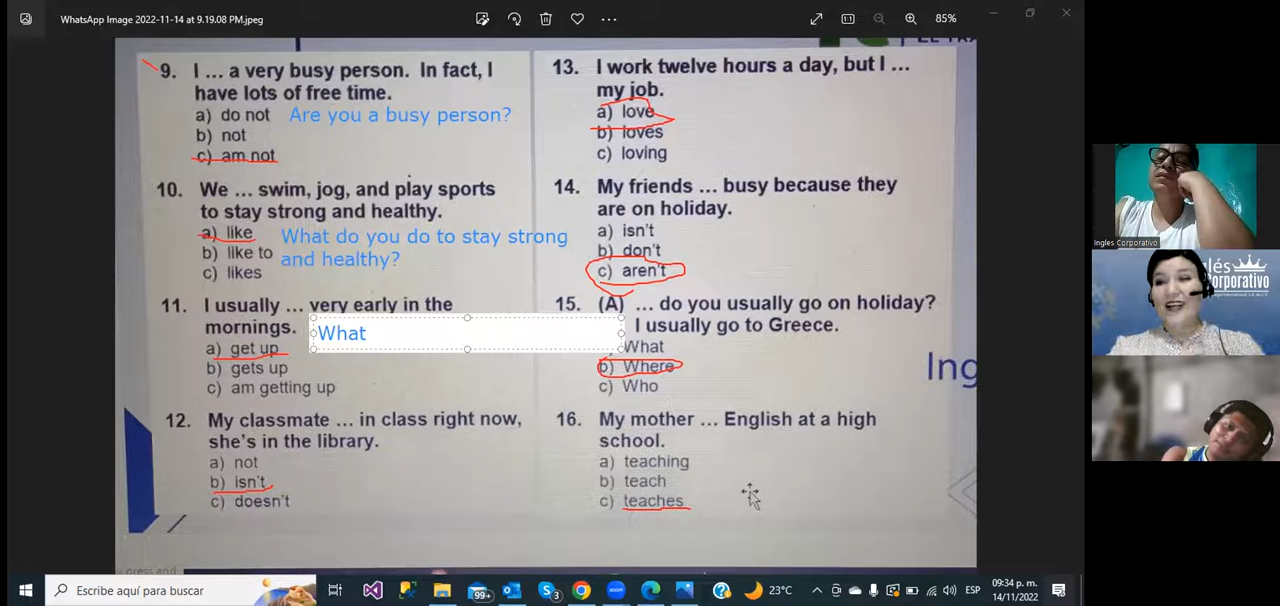 WhatsApp Image 2022-11-14 at 9.19.08 PM.jpeg
85%
9. I ... a very busy person. In fact, I
have lots of free time.
a) do not
Are you a busy person?
b) not
c) am not
10. We ... swim, jog, and play sports
to stay strong and healthy.
a) like
What do you do to stay strong
b) like to
and healthy?
c) likes
11. I usually ... very early in the
mornings.
What
a) get up
b) gets up
c) am getting up
12. My classmate ... in class right now,
she's in the library.
a) not
b) isn't
c) doesn't
13. I work twelve hours a day, but I ...
my job.
a) love
b) loves
c) loving
14. My friends ... busy because they
are on holiday.
a) isn't
b) don't
c) aren't
15. (A) ... do you usually go on holiday?
I usually go to Greece.
What
b) Where
c) Who
16. My mother ... English at a high
school.
a) teaching
b) teach
c) teaches
Ing
Ingles Corporativo
glés
Corporativo
Escribe aquí para buscar
99+
3
zoom
23°C
ESP
09:34 p. m.
14/11/2022